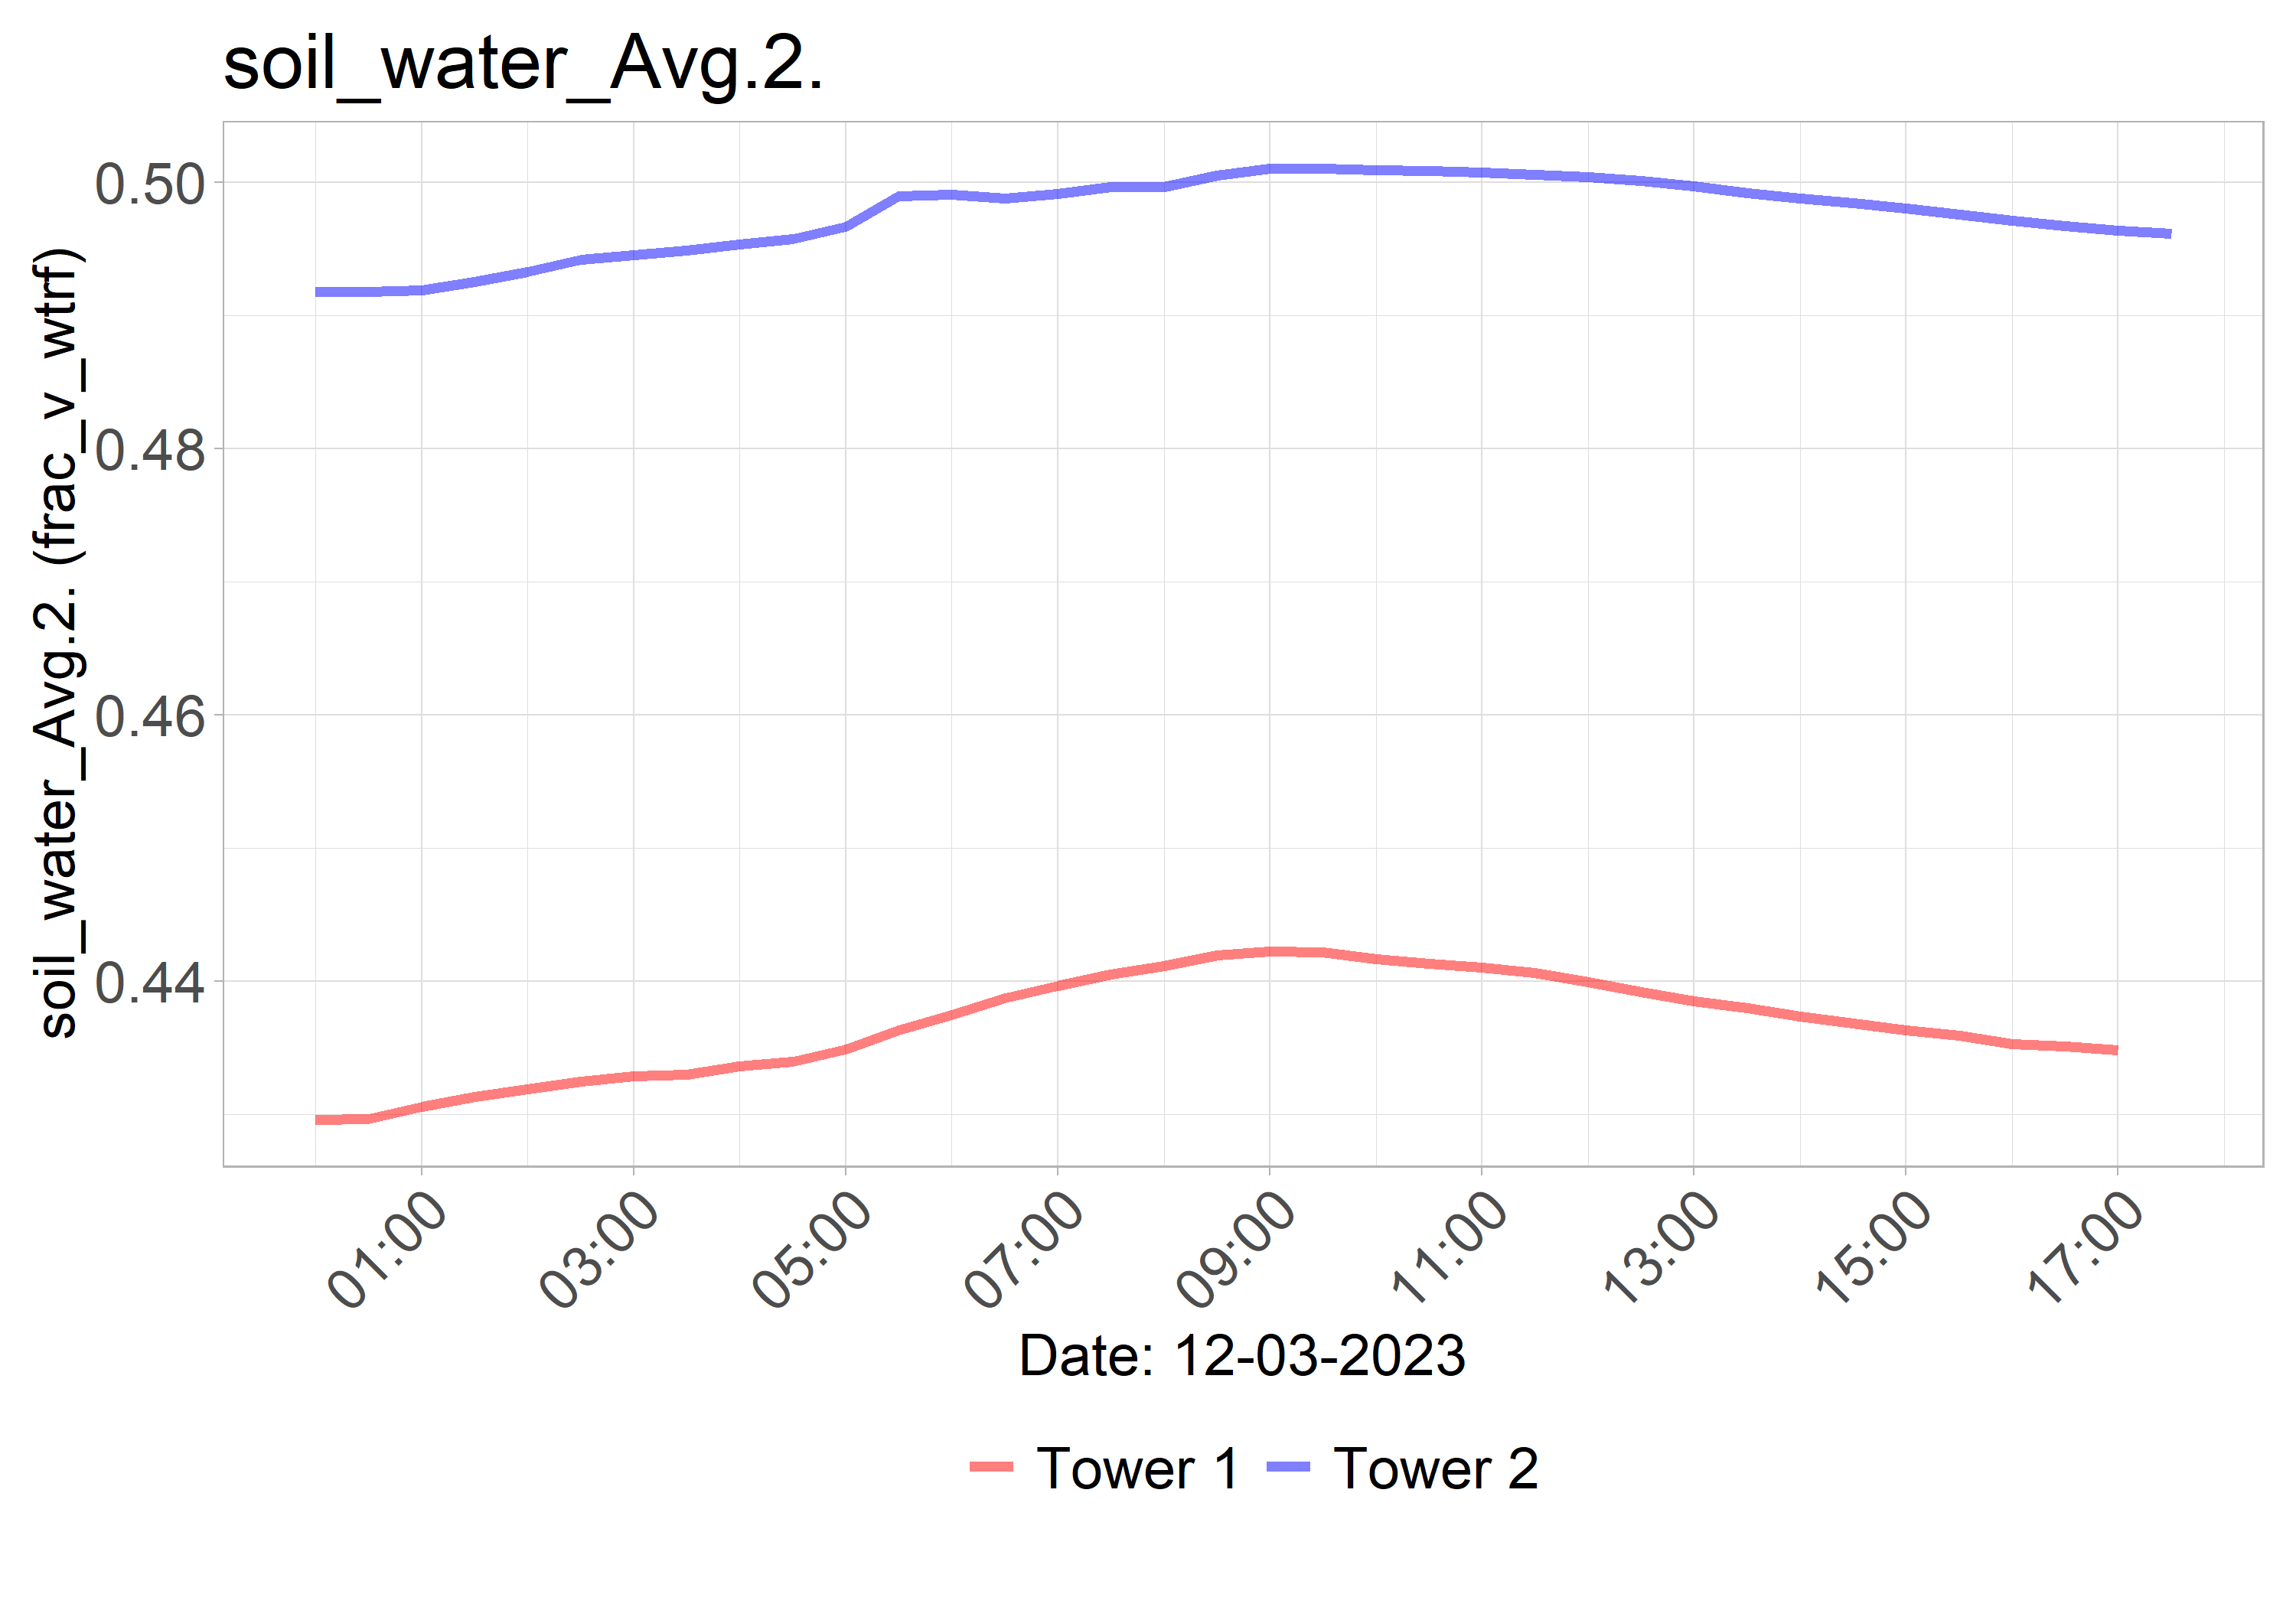 soil_water_Avg.2.
soil_water_Avg.2. (frac_v_wtrf)
0.50
0.48
0.46
0.44
01:00 03:00 05:00 07:00 09:00 11:00 13:00 15:00 17:00
Date: 12-03-2023
Tower 1 Tower 2